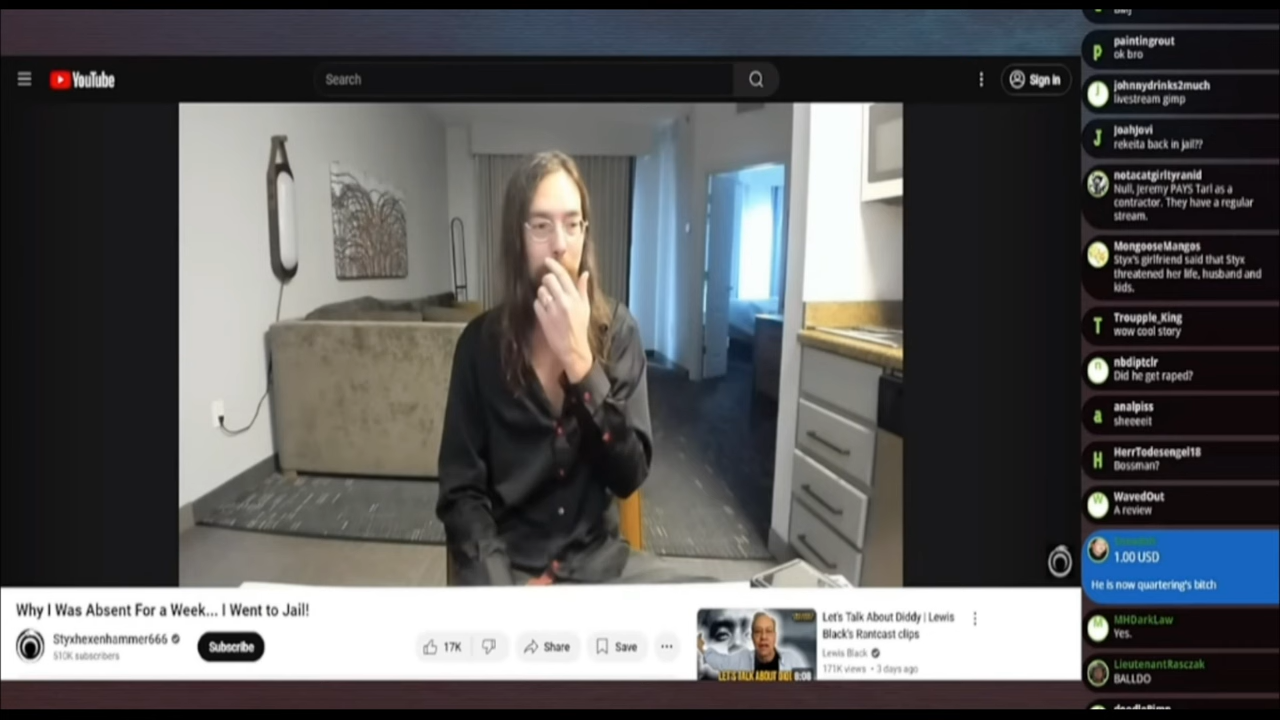 YouTube
Search
Sign in
Why I Was Absent For a Week... I Went to Jail!
Styxhexenhammer666
510K subscribers
Subscribe
17K
Share
Save
LET'S TALK ABOUT DIDDY
8:08
Let's Talk About Diddy | Lewis
Black's Rantcast clips
Lewis Black
171K views • 3 days ago
paintingrout
ok bro
johnnydrinks2much
livestream gimp
JoahJovi
rekeita back in jail??
notacatgirltyranid
Null, Jeremy PAYS Tarl as a
contractor. They have a regular
stream.
MongooseMangos
Styx's girlfriend said that Styx
threatened her life, husband and
kids.
Troupple_King
wow cool story
nbdiptclr
Did he get raped?
analpiss
sheeeeit
HerrTodesengel18
Bossman?
WavedOut
A review
1.00 USD
He is now quartering's bitch
MHDarkLaw
Yes.
LieutenantRasczak
BALLDO